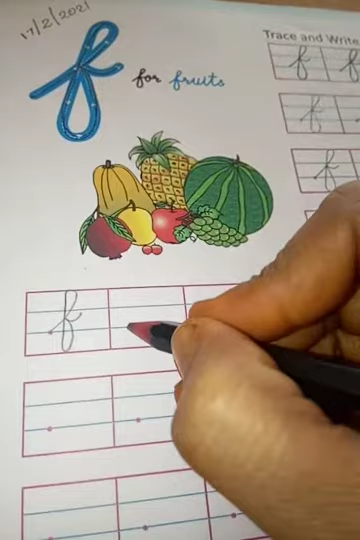 17/2/2021
f for fruits
Trace and Write
f f
f f
f f
f